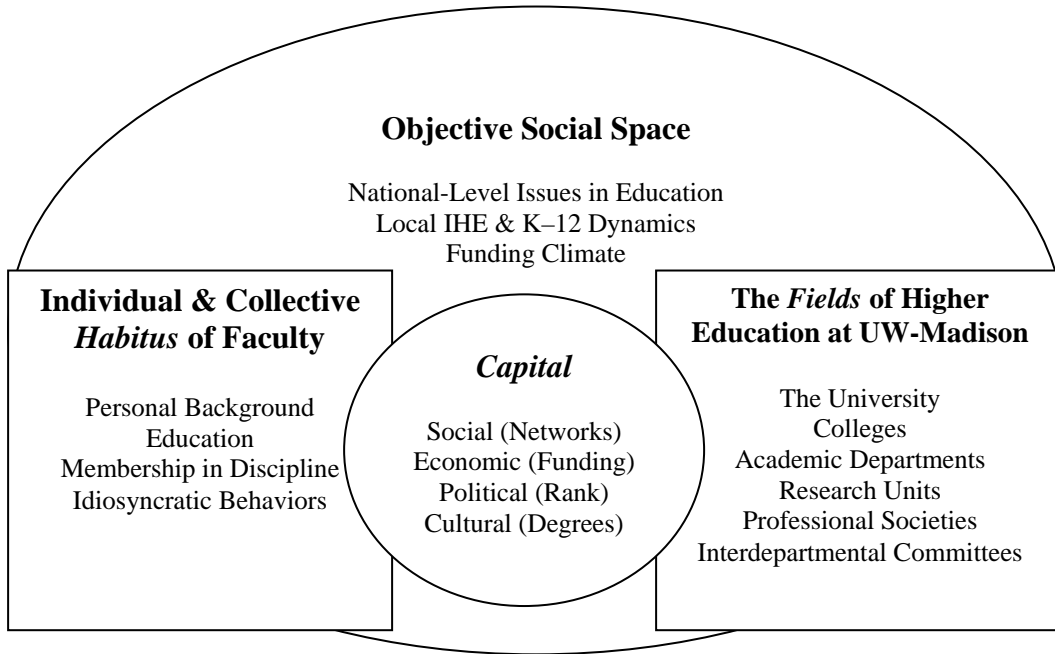 Objective Social Space
National-Level Issues in Education
Local IHE & K–12 Dynamics
Funding Climate
Individual & Collective
Habitus of Faculty
Personal Background
Education
Membership in Discipline
Idiosyncratic Behaviors
Capital
Social (Networks)
Economic (Funding)
Political (Rank)
Cultural (Degrees)
The Fields of Higher
Education at UW-Madison
The University
Colleges
Academic Departments
Research Units
Professional Societies
Interdepartmental Committees